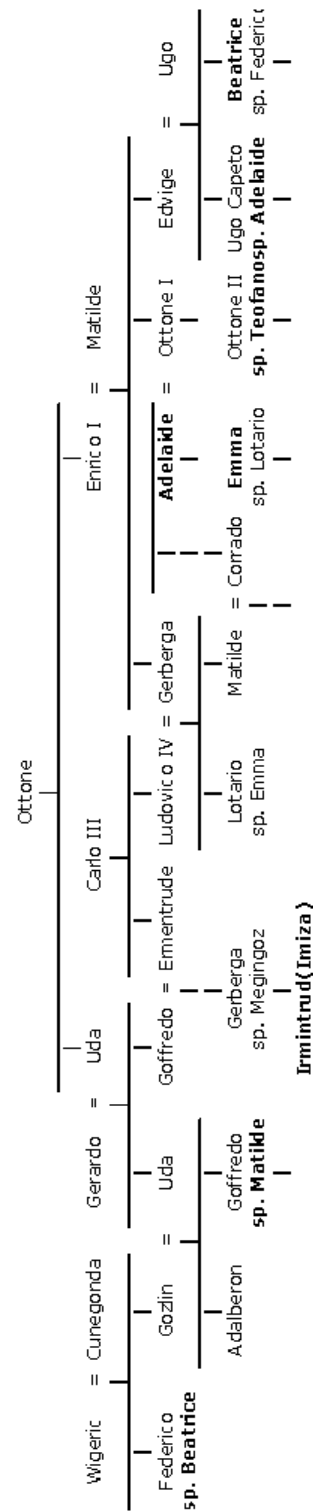 Ottone
Wigeric = Cunegonda Gerardo = Uda Carlo III Enrico I = Matilde
Federico Gozlin = Uda Goffredo = Ermentrude Ludovico IV = Gerberga Adelaide = Ottone I Edvige = Ugo
sp. Beatrice
Adalberon Goffredo Gerberga Lotario Matilde = Corrado Emma Ottone II Ugo Capeto Beatrice
sp. Matilde sp. Megingoz sp. Emma sp. Lotario sp. Teofano sp. Adelaide sp. Federico
Irmintrud(Imiza)